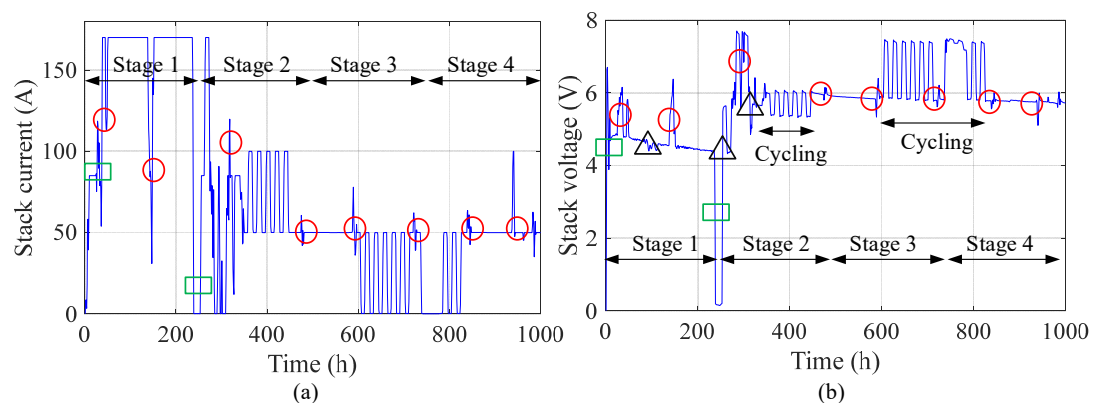 Stack current (A)
150
100
50
0
Stage 1
Stage 2
Stage 3
Stage 4
0
200
400
600
800
1000
Time (h)
(a)
Stack voltage (V)
8
6
4
2
0
Cycling
Cycling
Stage 1
Stage 2
Stage 3
Stage 4
0
200
400
600
800
1000
Time (h)
(b)